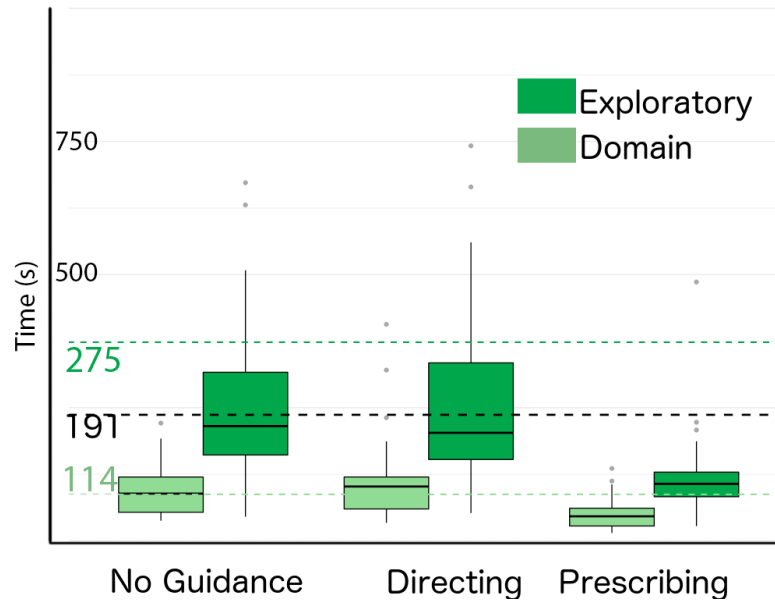 Exploratory
Domain
750
500
275
191
114
Time (s)
No Guidance
Directing
Prescribing